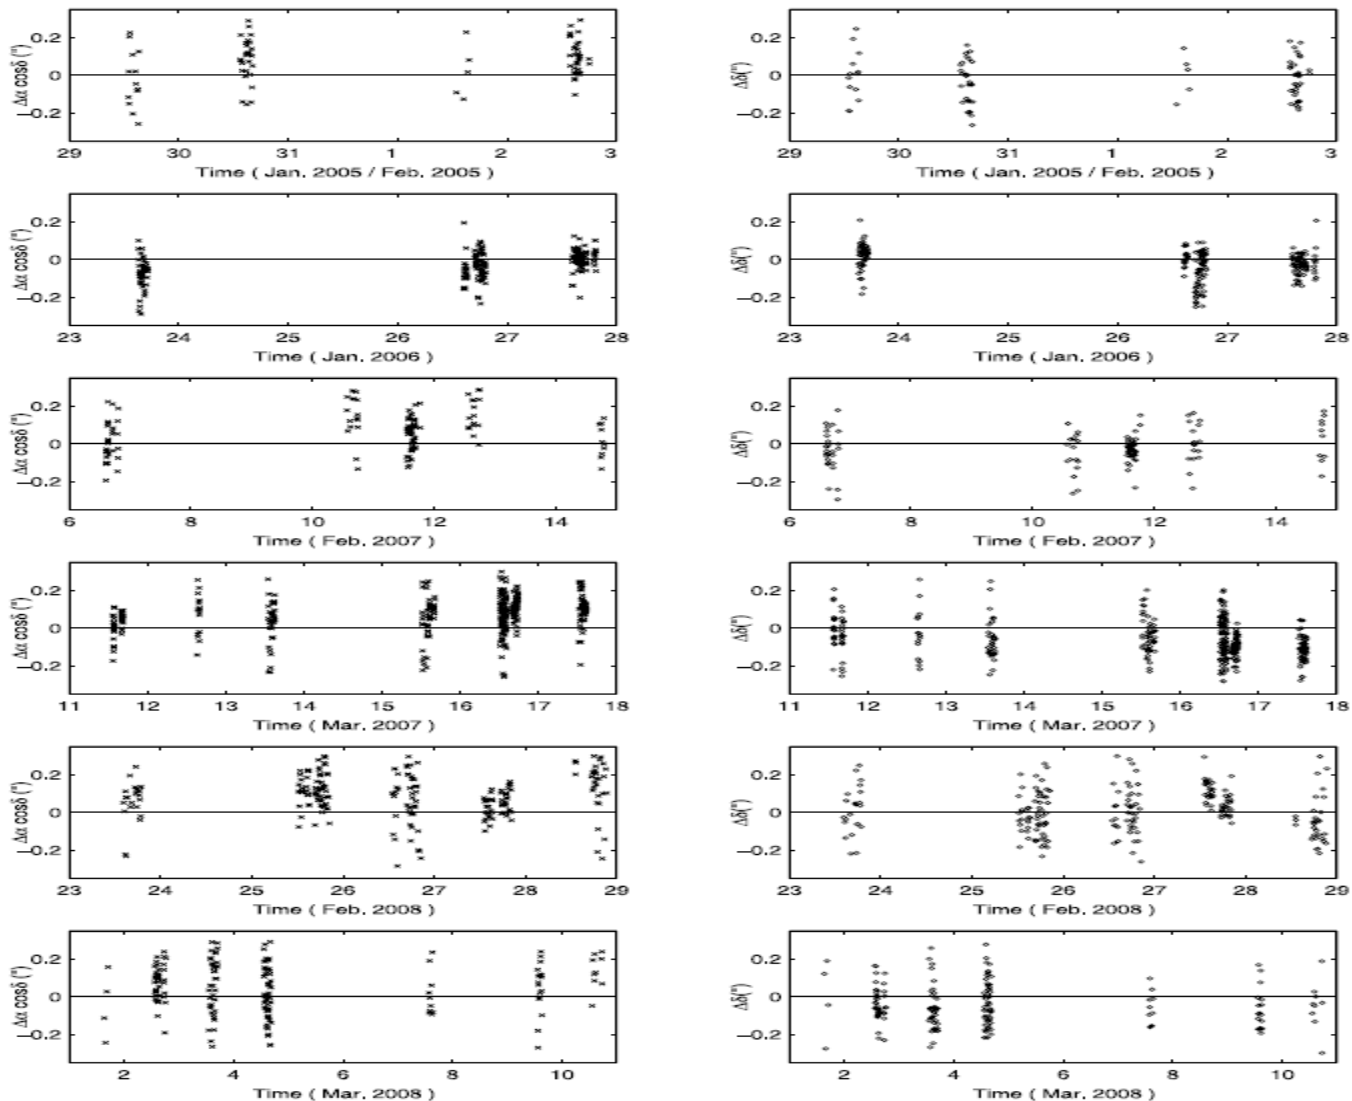 Δα cosδ (") 0.2 0 −0.2
29 30 31 1 2 3
Time ( Jan. 2005 / Feb. 2005 )
Δδ(") 0.2 0 −0.2
29 30 31 1 2 3
Time ( Jan. 2005 / Feb. 2005 )
Δα cosδ (") 0.2 0 −0.2
23 24 25 26 27 28
Time ( Jan. 2006 )
Δδ(") 0.2 0 −0.2
23 24 25 26 27 28
Time ( Jan. 2006 )
Δα cosδ (") 0.2 0 −0.2
6 8 10 12 14
Time ( Feb. 2007 )
Δδ(") 0.2 0 −0.2
6 8 10 12 14
Time ( Feb. 2007 )
Δα cosδ (") 0.2 0 −0.2
11 12 13 14 15 16 17 18
Time ( Mar. 2007 )
Δδ(") 0.2 0 −0.2
11 12 13 14 15 16 17 18
Time ( Mar. 2007 )
Δα cosδ (") 0.2 0 −0.2
23 24 25 26 27 28 29
Time ( Feb. 2008 )
Δδ(") 0.2 0 −0.2
23 24 25 26 27 28 29
Time ( Feb. 2008 )
Δα cosδ (") 0.2 0 −0.2
2 4 6 8 10
Time ( Mar. 2008 )
Δδ(") 0.2 0 −0.2
2 4 6 8 10
Time ( Mar. 2008 )